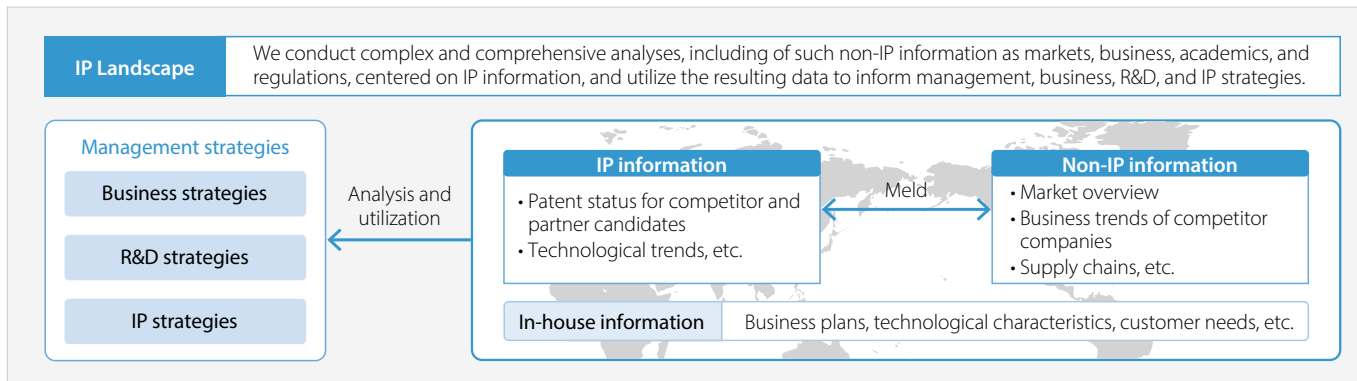 IP Landscape
We conduct complex and comprehensive analyses, including of such non-IP information as markets, business, academics, and
regulations, centered on IP information, and utilize the resulting data to inform management, business, R&D, and IP strategies.
Management strategies
Business strategies
R&D strategies
IP strategies
Analysis and
utilization
IP information
• Patent status for competitor and
partner candidates
• Technological trends, etc.
Meld
Non-IP information
• Market overview
• Business trends of competitor
companies
• Supply chains, etc.
In-house information
Business plans, technological characteristics, customer needs, etc.